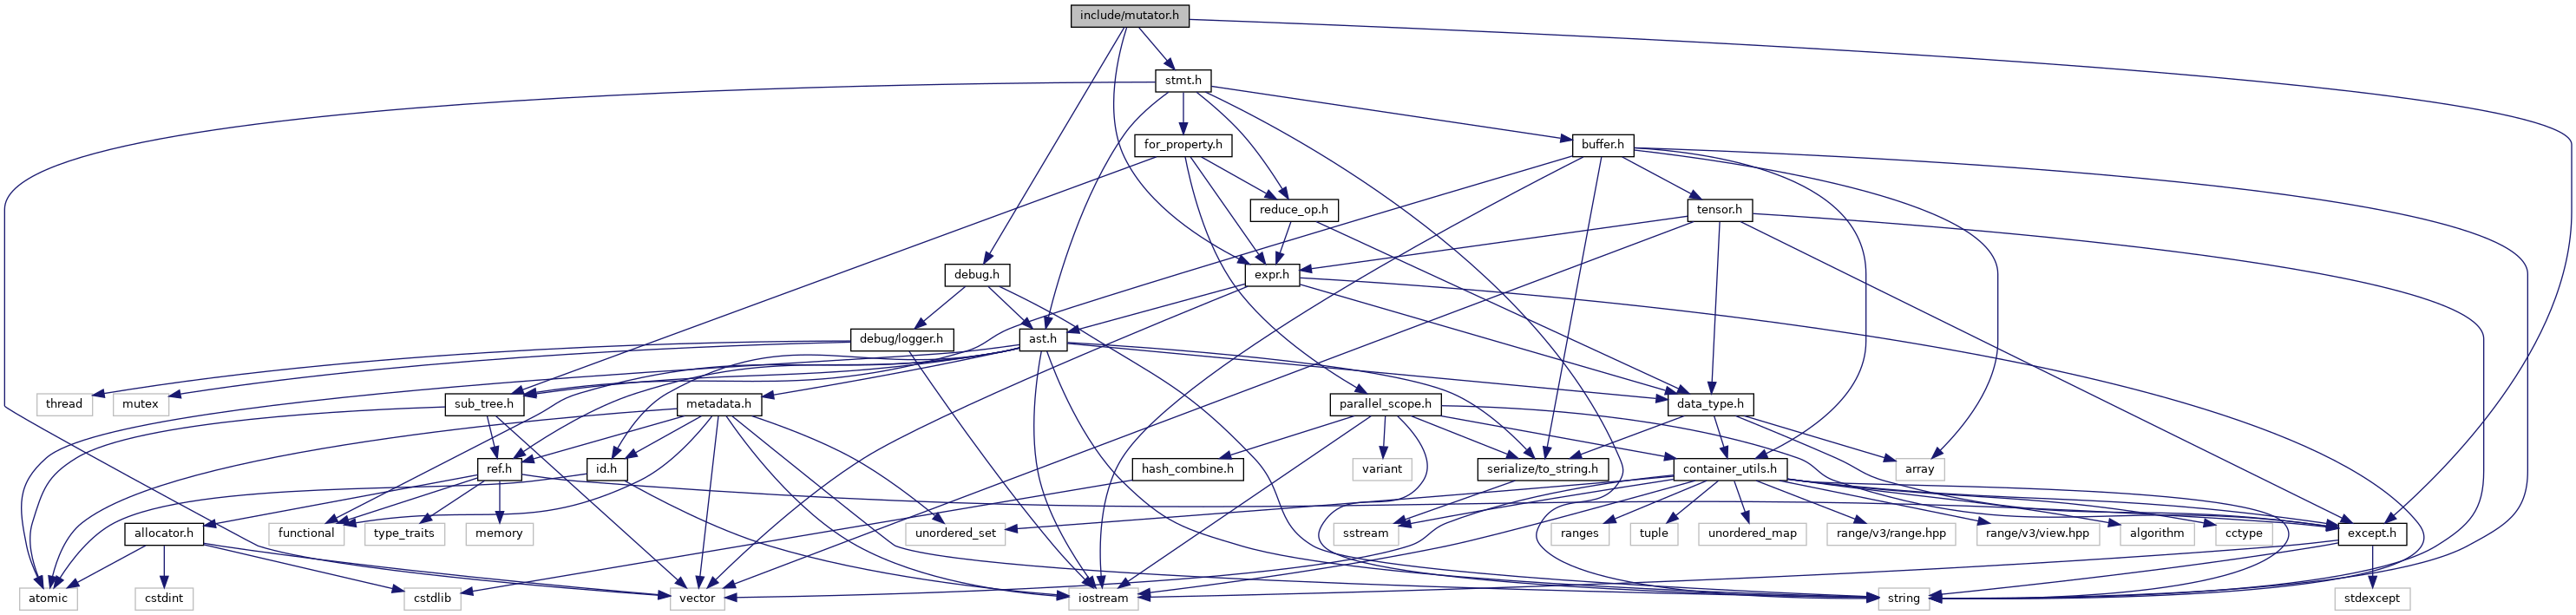 include/mutator.h
stmt.h
for_property.h
buffer.h
reduce_op.h
tensor.h
debug.h
expr.h
debug/logger.h
ast.h
thread
mutex
sub_tree.h
metadata.h
parallel_scope.h
data_type.h
ref.h
id.h
hash_combine.h
variant
serialize/to_string.h
container_utils.h
array
allocator.h
functional
type_traits
memory
unordered_set
sstream
ranges
tuple
unordered_map
range/v3/range.hpp
range/v3/view.hpp
algorithm
cctype
except.h
atomic
cstdint
cstdlib
vector
iostream
string
stdexcept